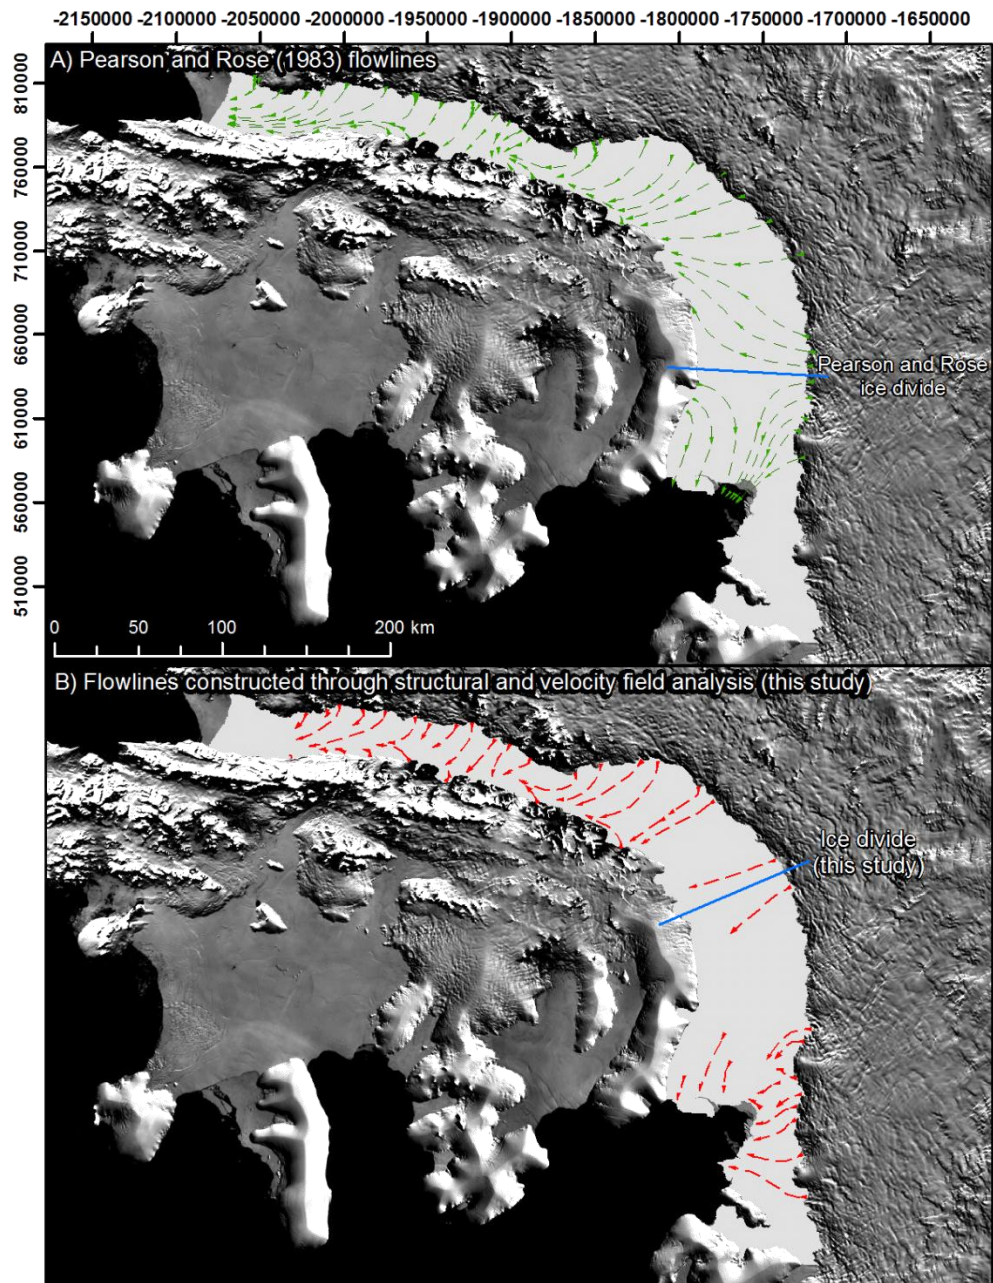 -2150000 -2100000 -2050000 -2000000 -1950000 -1900000 -1850000 -1800000 -1750000 -1700000 -1650000
A) Pearson and Rose (1983) flowlines
810000
760000
710000
660000
Pearson and Rose
ice divide
610000
560000
510000
0 50 100 200 km
B) Flowlines constructed through structural and velocity field analysis (this study)
Ice divide
(this study)